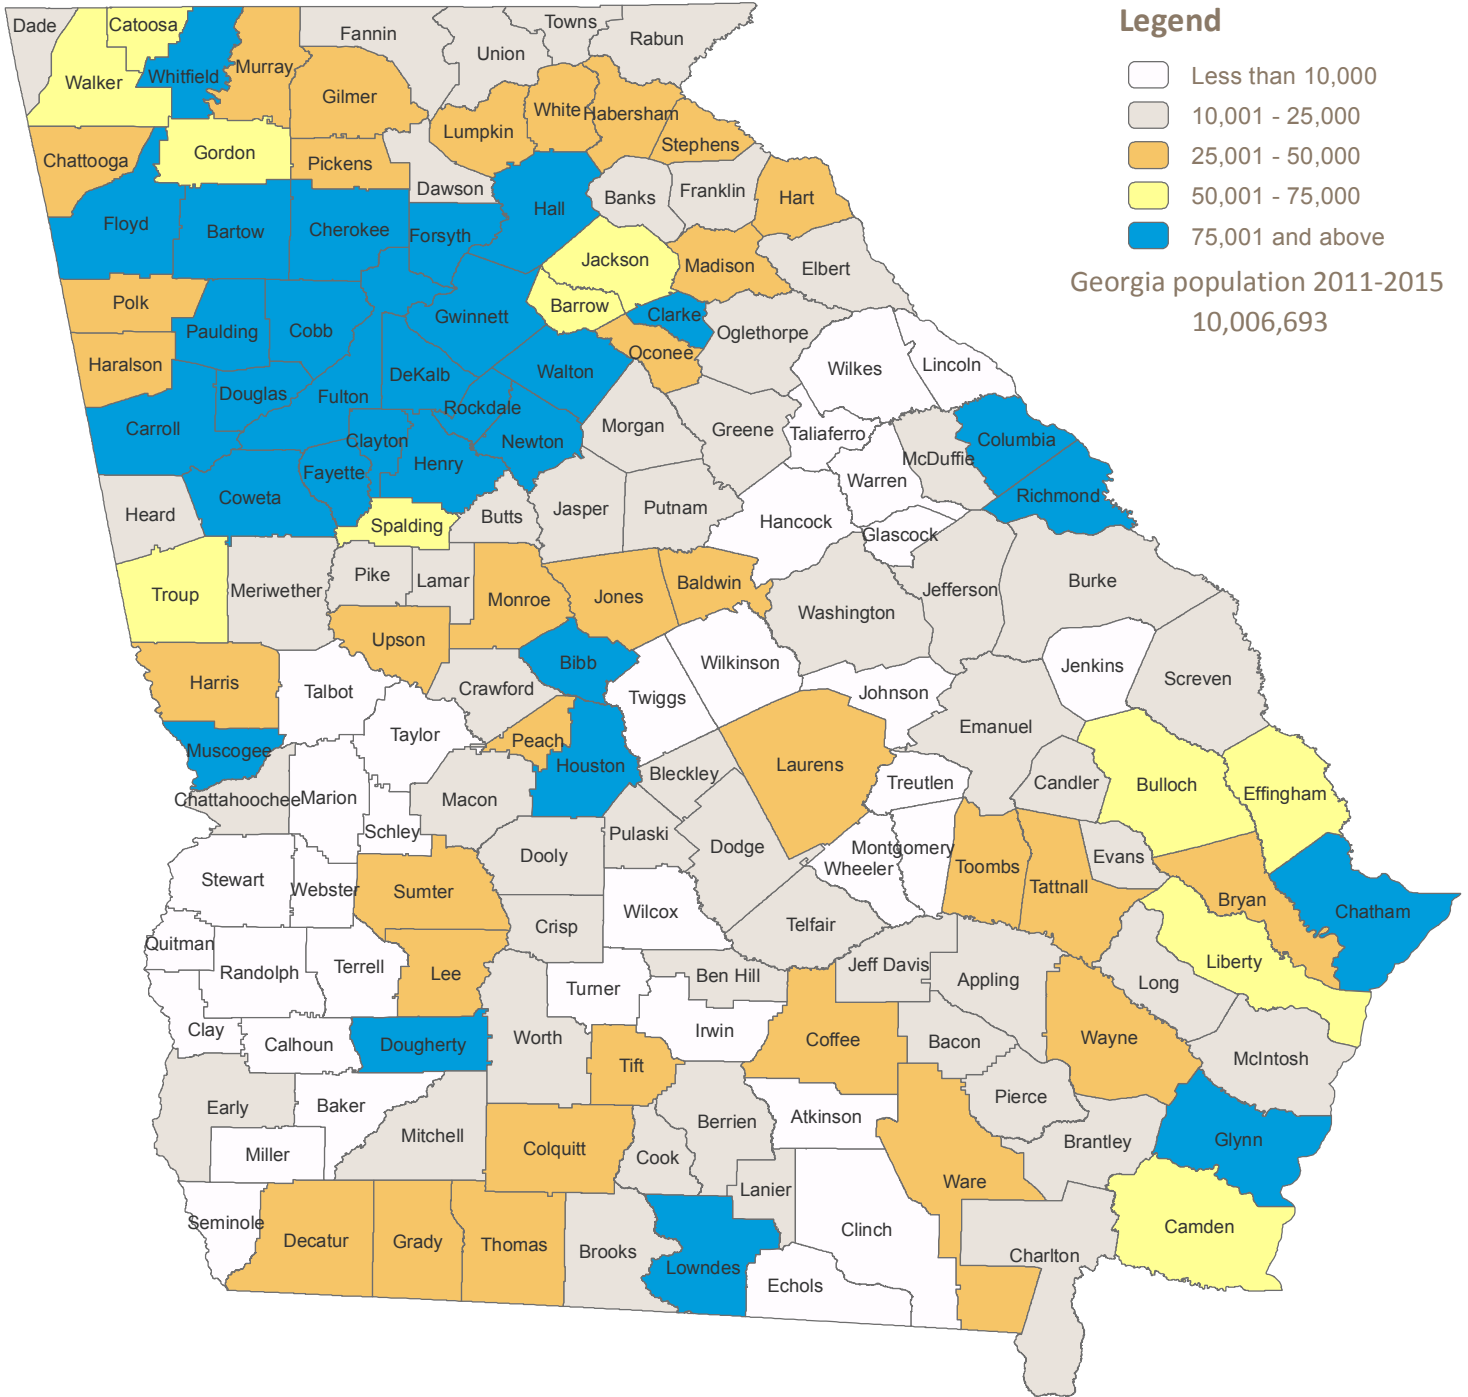 Legend
Less than 10,000
10,001 - 25,000
25,001 - 50,000
50,001 - 75,000
75,001 and above
Georgia population 2011-2015
10,006,693
Dade
Catoosa
Walker
Whitfield
Murray
Fannin
Gilmer
Union
Towns
Rabun
Lumpkin
White
Habersham
Stephens
Chattooga
Gordon
Pickens
Dawson
Hall
Banks
Franklin
Hart
Floyd
Bartow
Cherokee
Forsyth
Jackson
Madison
Elbert
Polk
Paulding
Cobb
Gwinnett
Barrow
Clarke
Oglethorpe
Oconee
Haralson
Douglas
Fulton
DeKalb
Walton
Rockdale
Wilkes
Lincoln
Carroll
Clayton
Newton
Morgan
Greene
Taliaferro
Columbia
Fayette
Henry
McDuffie
Warren
Richmond
Heard
Coweta
Spalding
Butts
Jasper
Putnam
Hancock
Glascock
Troup
Meriwether
Pike
Lamar
Monroe
Jones
Baldwin
Washington
Jefferson
Burke
Upson
Bibb
Wilkinson
Jenkins
Screven
Harris
Talbot
Crawford
Twiggs
Johnson
Muscogee
Taylor
Peach
Houston
Bleckley
Laurens
Emanuel
Treutlen
Candler
Bulloch
Effingham
Chattahoochee
Marion
Macon
Schley
Pulaski
Dooly
Dodge
Montgomery
Wheeler
Toombs
Tattnall
Evans
Stewart
Webster
Sumter
Crisp
Wilcox
Telfair
Bryan
Chatham
Quitman
Randolph
Terrell
Lee
Turner
Ben Hill
Jeff Davis
Appling
Long
Liberty
Clay
Calhoun
Dougherty
Worth
Irwin
Coffee
Bacon
Wayne
McIntosh
Tift
Early
Baker
Mitchell
Berrien
Atkinson
Pierce
Brantley
Glynn
Miller
Colquitt
Cook
Lanier
Ware
Seminole
Decatur
Grady
Thomas
Brooks
Lowndes
Clinch
Echols
Charlton
Camden